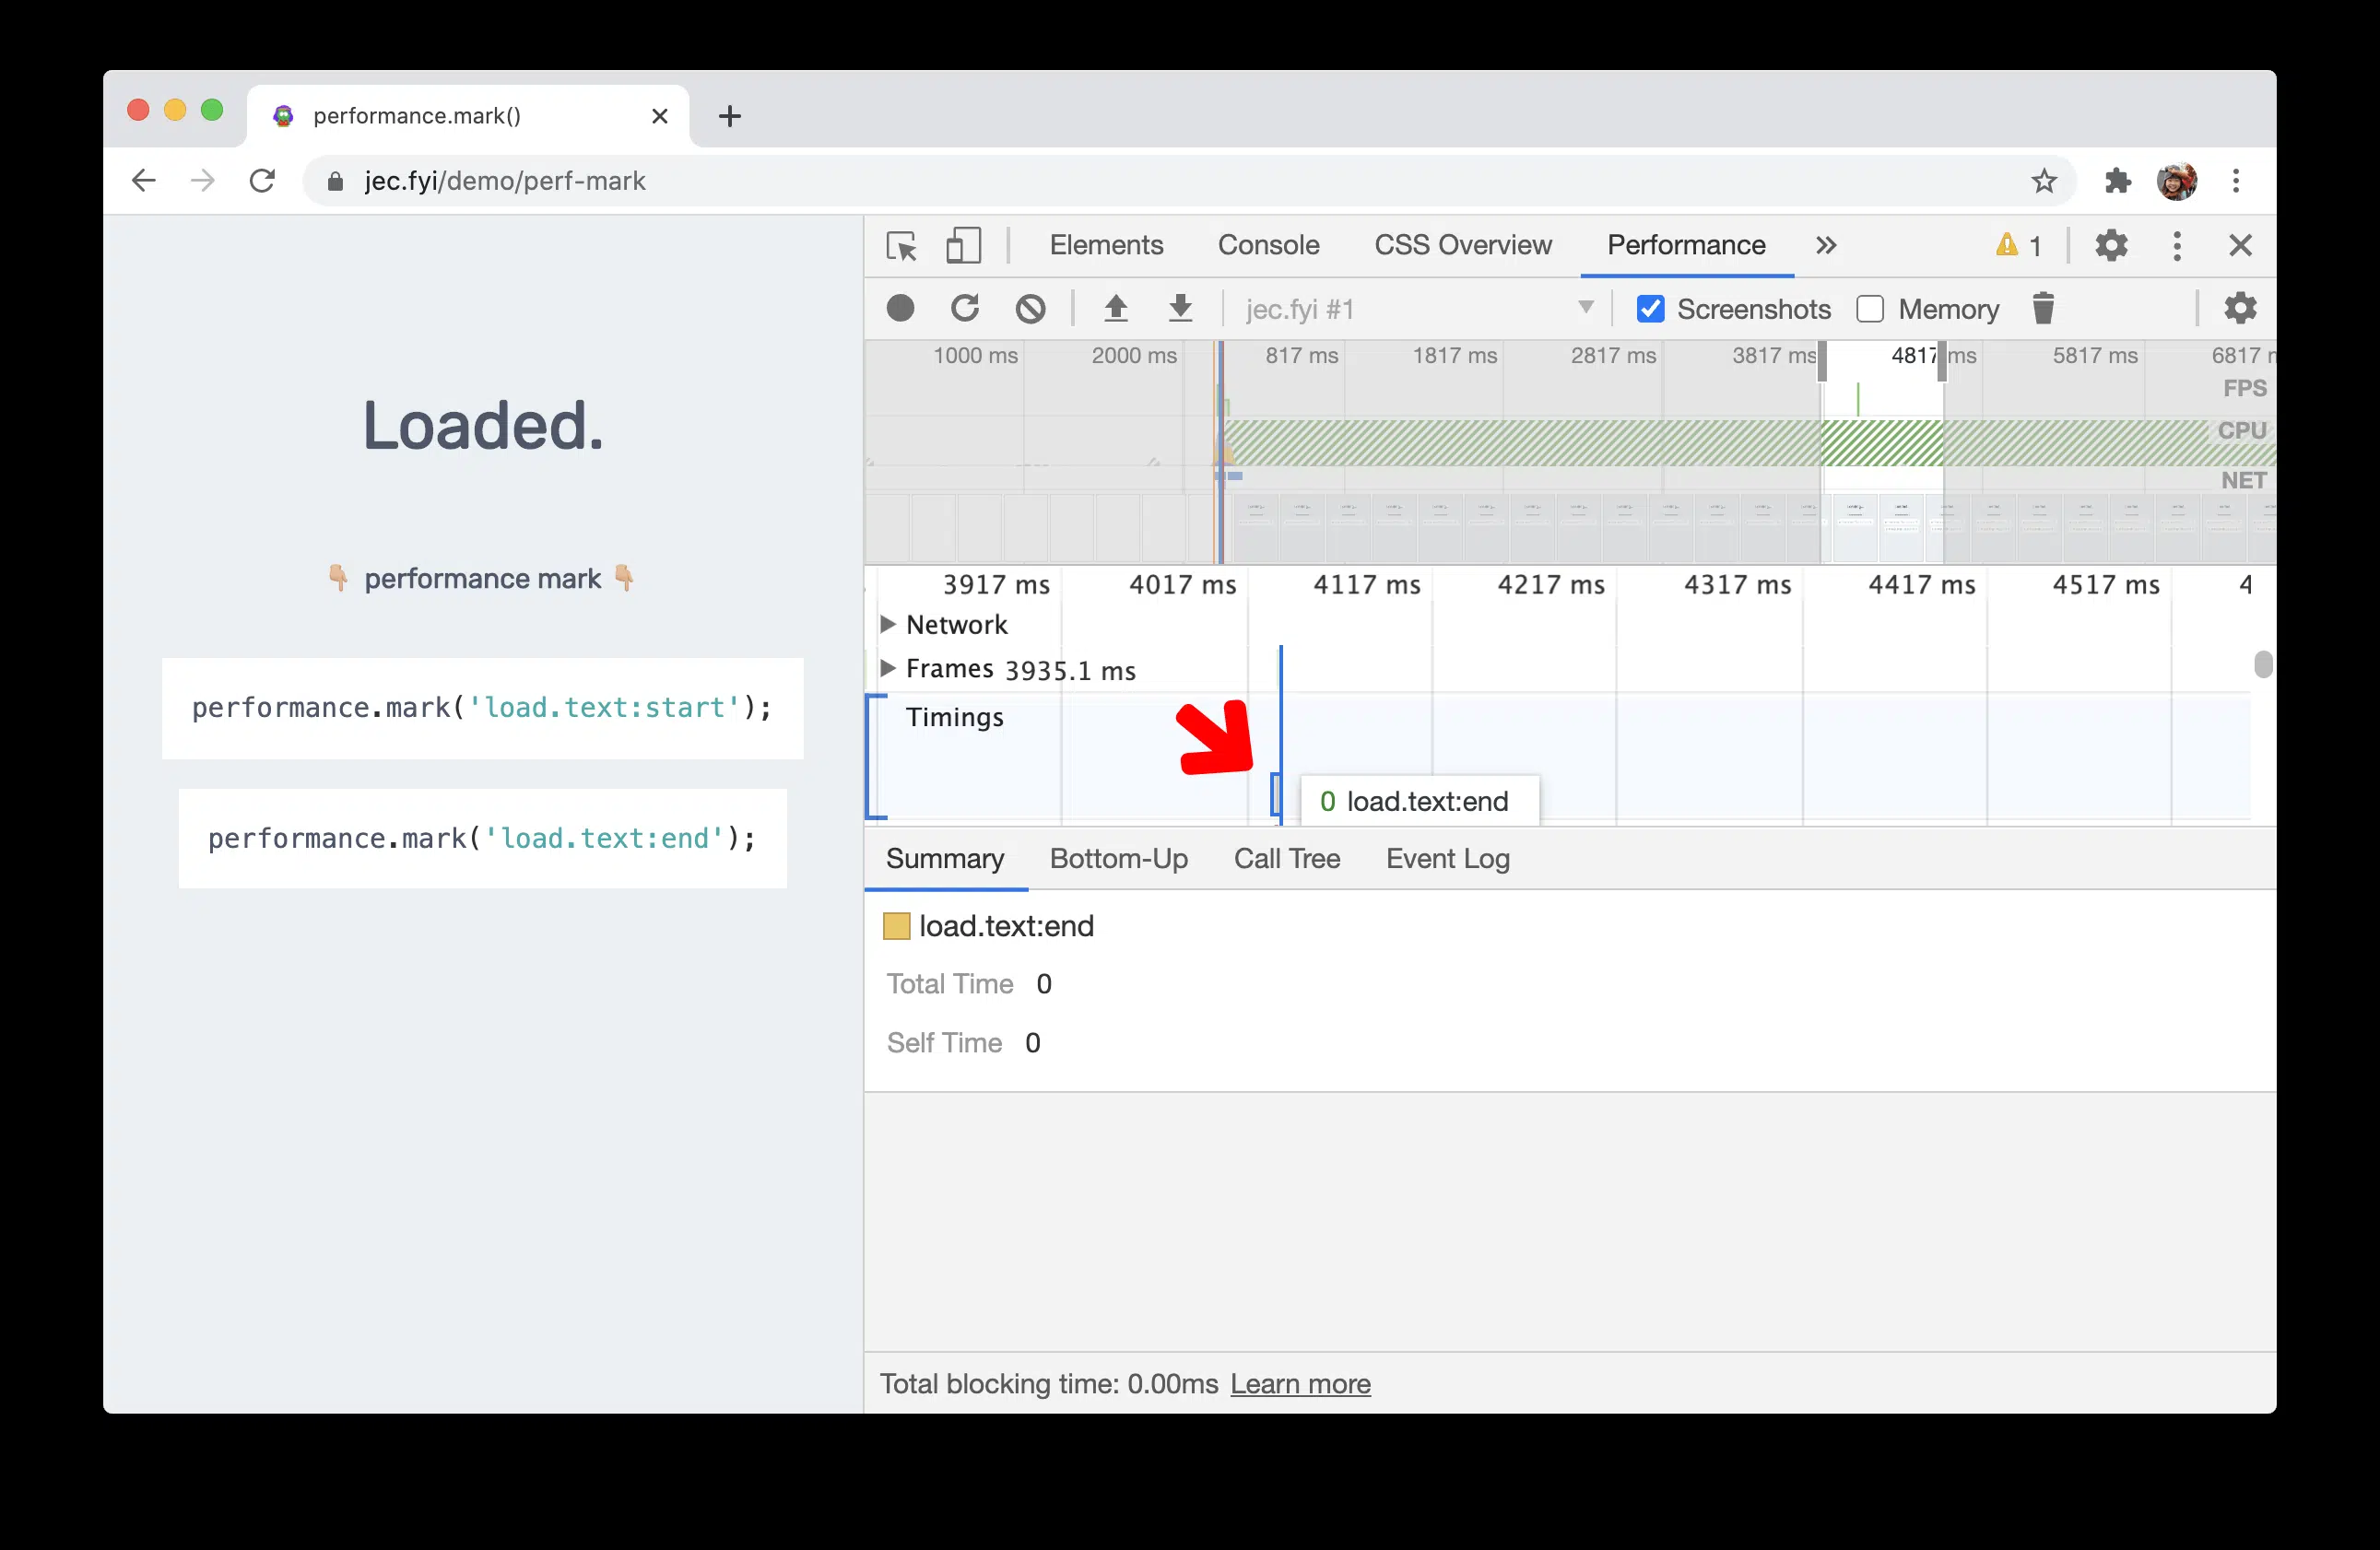 performance.mark()
jec.fyi/demo/perf-mark
Loaded.
👇🏼 performance mark 👇🏼
performance.mark('load.text:start');
performance.mark('load.text:end');
Elements Console CSS Overview Performance 1
jec.fyi #1 Screenshots Memory
1000 ms 2000 ms 817 ms 1817 ms 2817 ms 3817 ms 4817 ms 5817 ms 6817
FPS
CPU
NET
3917 ms 4017 ms 4117 ms 4217 ms 4317 ms 4417 ms 4517 ms 4
Network
Frames 3935.1 ms
Timings
0 load.text:end
Summary Bottom-Up Call Tree Event Log
load.text:end
Total Time 0
Self Time 0
Total blocking time: 0.00ms Learn more